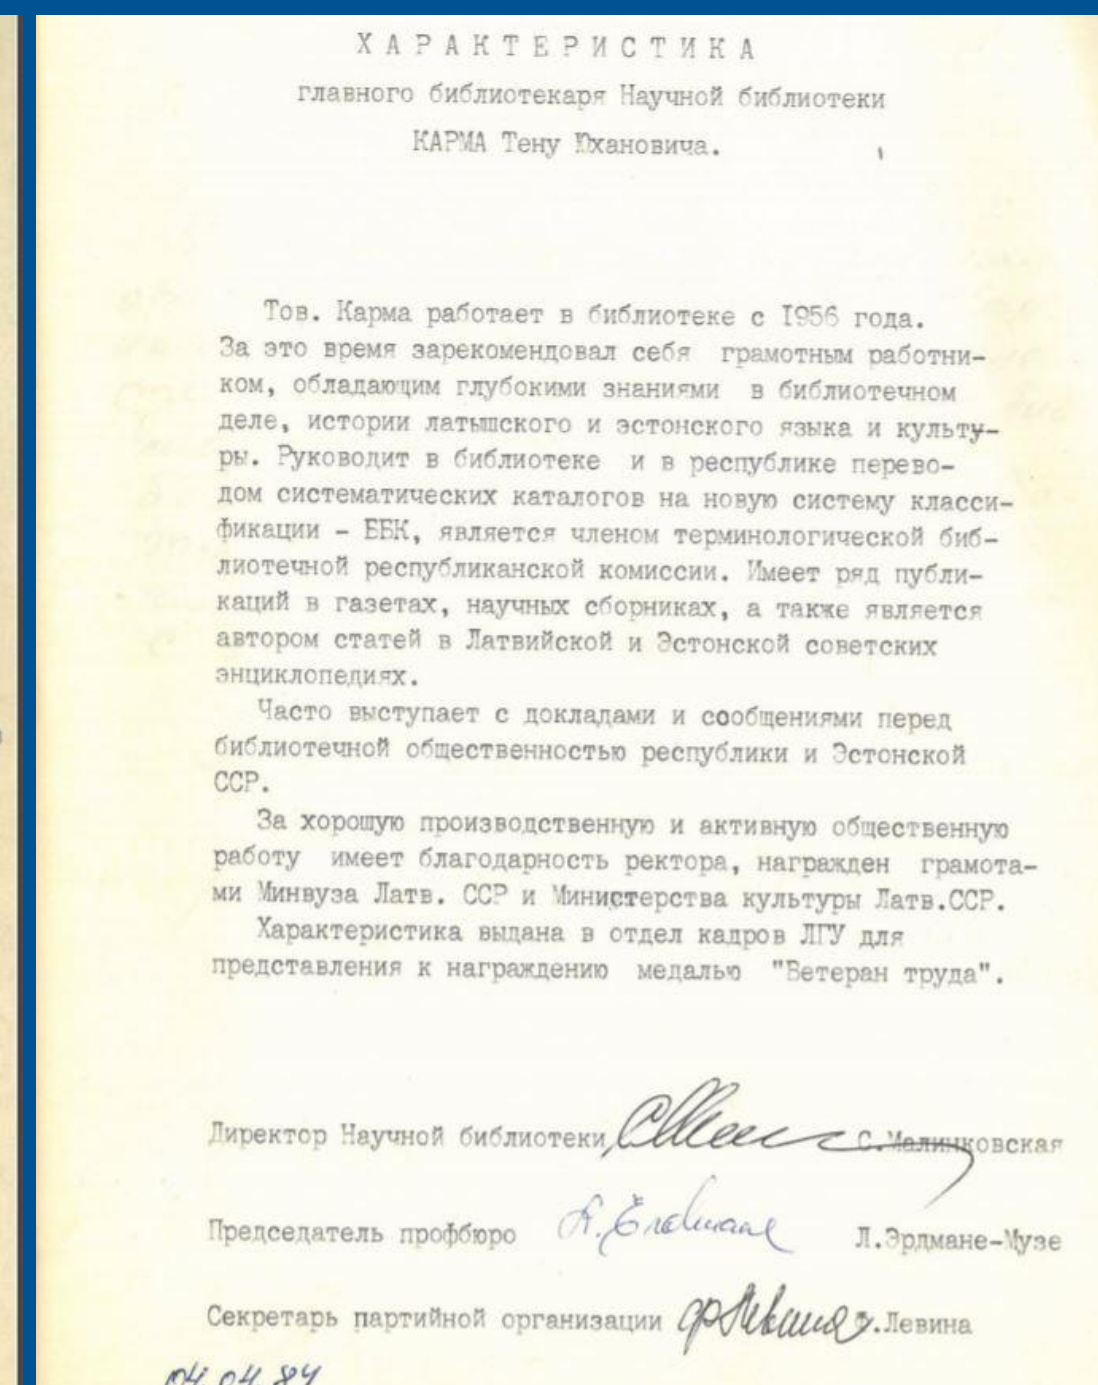 ХАРАКТЕРИСТИКА
главного библиотекаря Научной библиотеки
КАРМА Тену Юхановича.
Тов. Карма работает в библиотеке с I956 года.
За это время зарекомендовал себя грамотным работни-
ком, обладающим глубокими знаниями в библиотечном
деле, истории латышского и эстонского языка и культу-
ры. Руководит в библиотеке и в республике перево-
дом систематических каталогов на новую систему класси-
фикации - ББК, является членом терминологической биб-
лиотечной республиканской комиссии. Имеет ряд публи-
каций в газетах, научных сборниках, а также является
автором статей в Латвийской и Эстонской советских
энциклопедиях.
Часто выступает с докладами и сообщениями перед
библиотечной общественностью республики и Эстонской
ССР.
За хорошую производственную и активную общественную
работу имеет благодарность ректора, награжден грамота-
ми Минвуза Латв. ССР и Министерства культуры Латв.ССР.
Характеристика выдана в отдел кадров ЛГУ для
представления к награждению медалью "Ветеран труда".
Директор Научной библиотеки С.Малинковская
Председатель профбюро L. Erdmane Л.Эрдмане-Музе
Секретарь партийной организации Ф.Левина
04.04.84